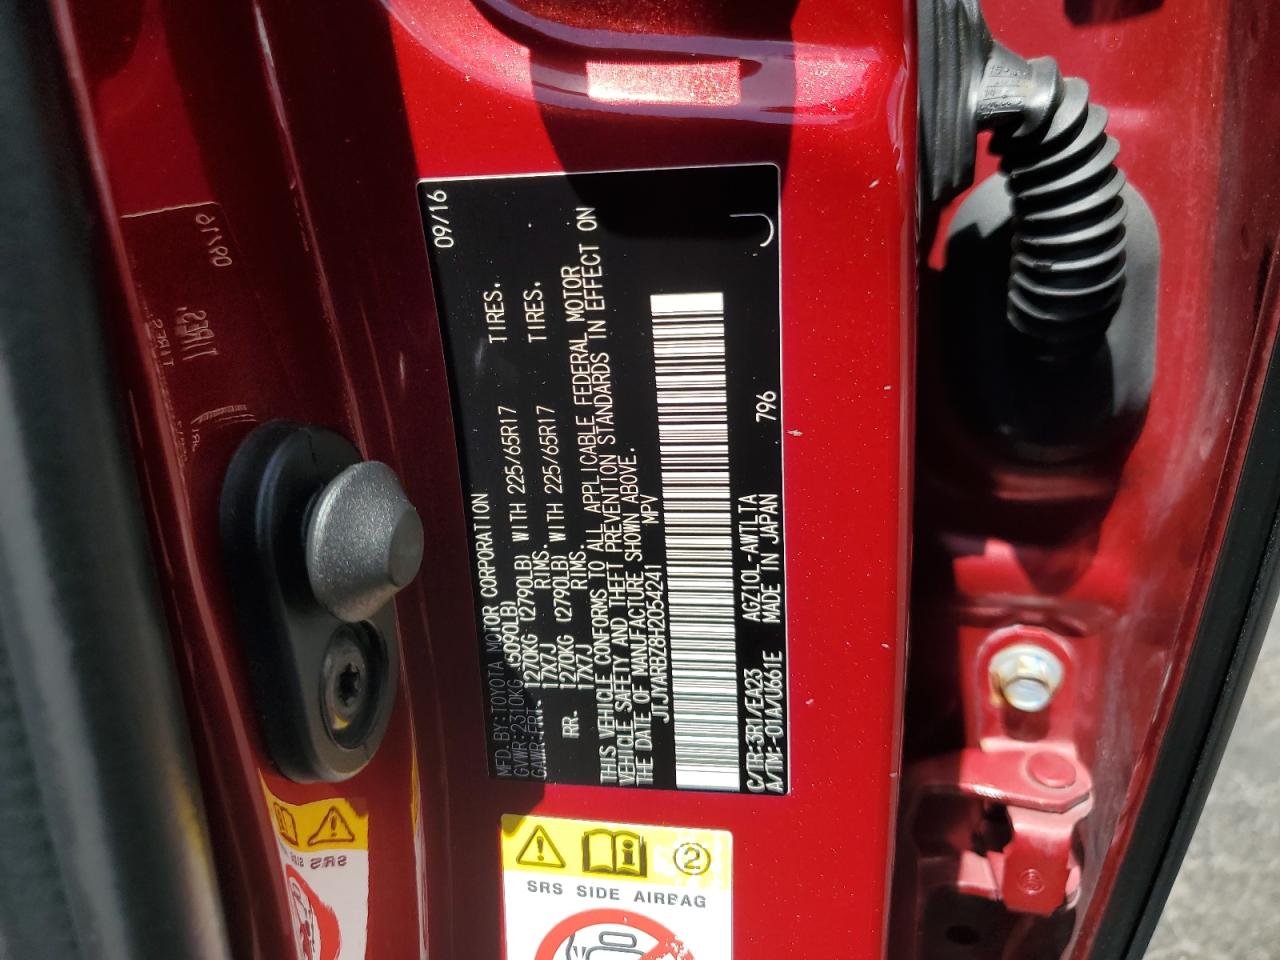 MFD. BY: TOYOTA MOTOR CORPORATION 09/16
GVWR: 2310KG (5090LB)
GAWR: FRT. 1270KG (2790LB) WITH 225/65R17 TIRES.
17X7J RIMS.
RR. 1270KG (2790LB) WITH 225/65R17 TIRES.
17X7J RIMS.
THIS VEHICLE CONFORMS TO ALL APPLICABLE FEDERAL MOTOR
VEHICLE SAFETY AND THEFT PREVENTION STANDARDS IN EFFECT ON
THE DATE OF MANUFACTURE SHOWN ABOVE.
JTJYARBZ8H2054241 MPV
C/TR:3R1/EA23 AGZ10L-AWTLTA 796
A/TM:-01A/U661E MADE IN JAPAN J
2
SRS SIDE AIRBAG